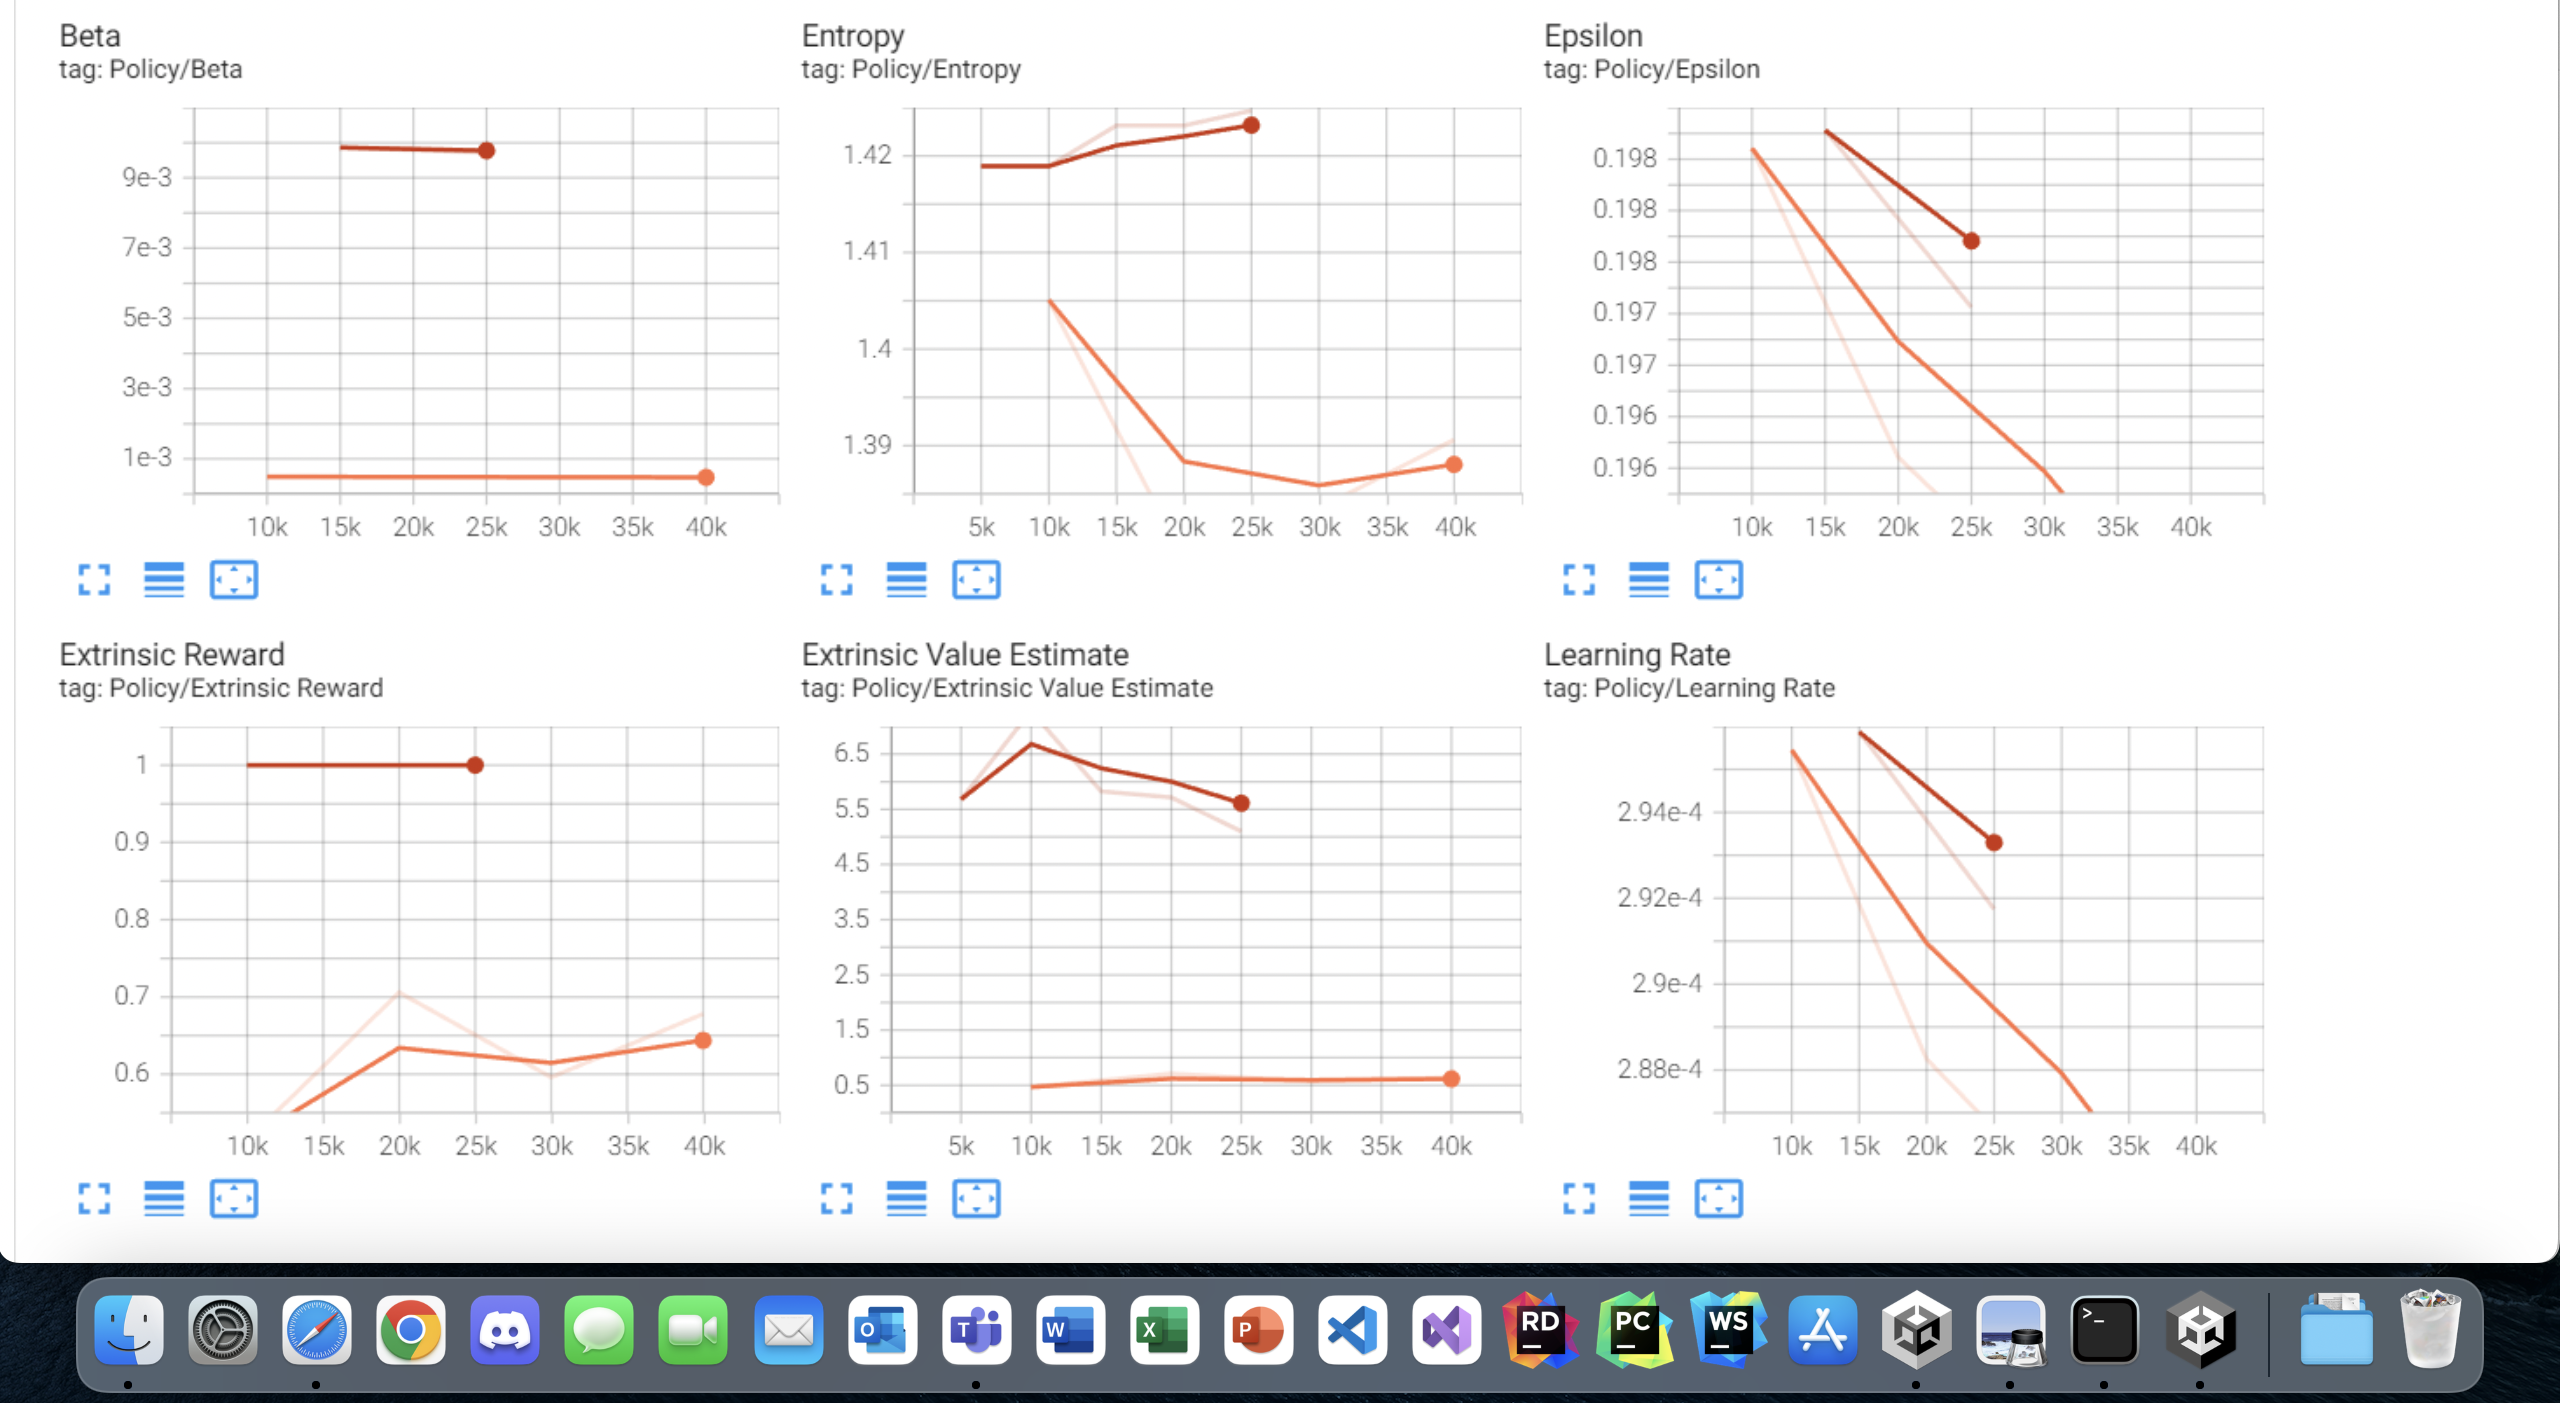 Beta
tag: Policy/Beta
9e-3
7e-3
5e-3
3e-3
1e-3
10k 15k 20k 25k 30k 35k 40k
Entropy
tag: Policy/Entropy
1.42
1.41
1.4
1.39
5k 10k 15k 20k 25k 30k 35k 40k
Epsilon
tag: Policy/Epsilon
0.198
0.198
0.198
0.197
0.197
0.196
0.196
10k 15k 20k 25k 30k 35k 40k
Extrinsic Reward
tag: Policy/Extrinsic Reward
1
0.9
0.8
0.7
0.6
10k 15k 20k 25k 30k 35k 40k
Extrinsic Value Estimate
tag: Policy/Extrinsic Value Estimate
6.5
5.5
4.5
3.5
2.5
1.5
0.5
5k 10k 15k 20k 25k 30k 35k 40k
Learning Rate
tag: Policy/Learning Rate
2.94e-4
2.92e-4
2.9e-4
2.88e-4
10k 15k 20k 25k 30k 35k 40k
O T W X P RD PC WS >_